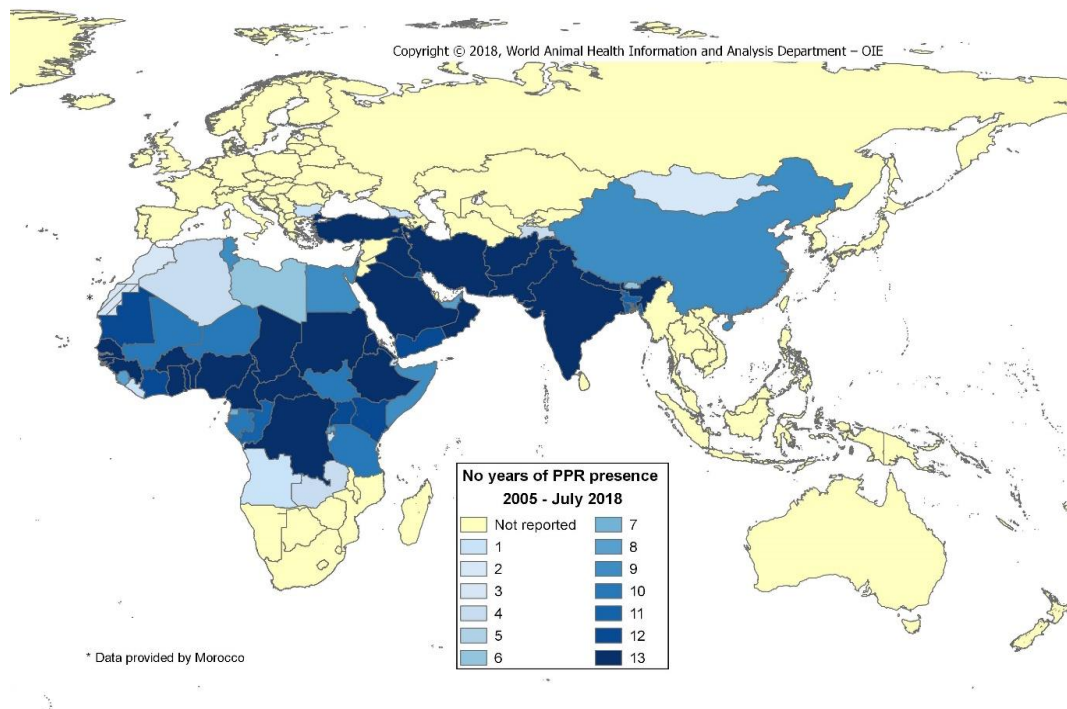 Copyright © 2018, World Animal Health Information and Analysis Department – OIE
*
No years of PPR presence
2005 - July 2018
Not reported
1
2
3
4
5
6
7
8
9
10
11
12
13
* Data provided by Morocco